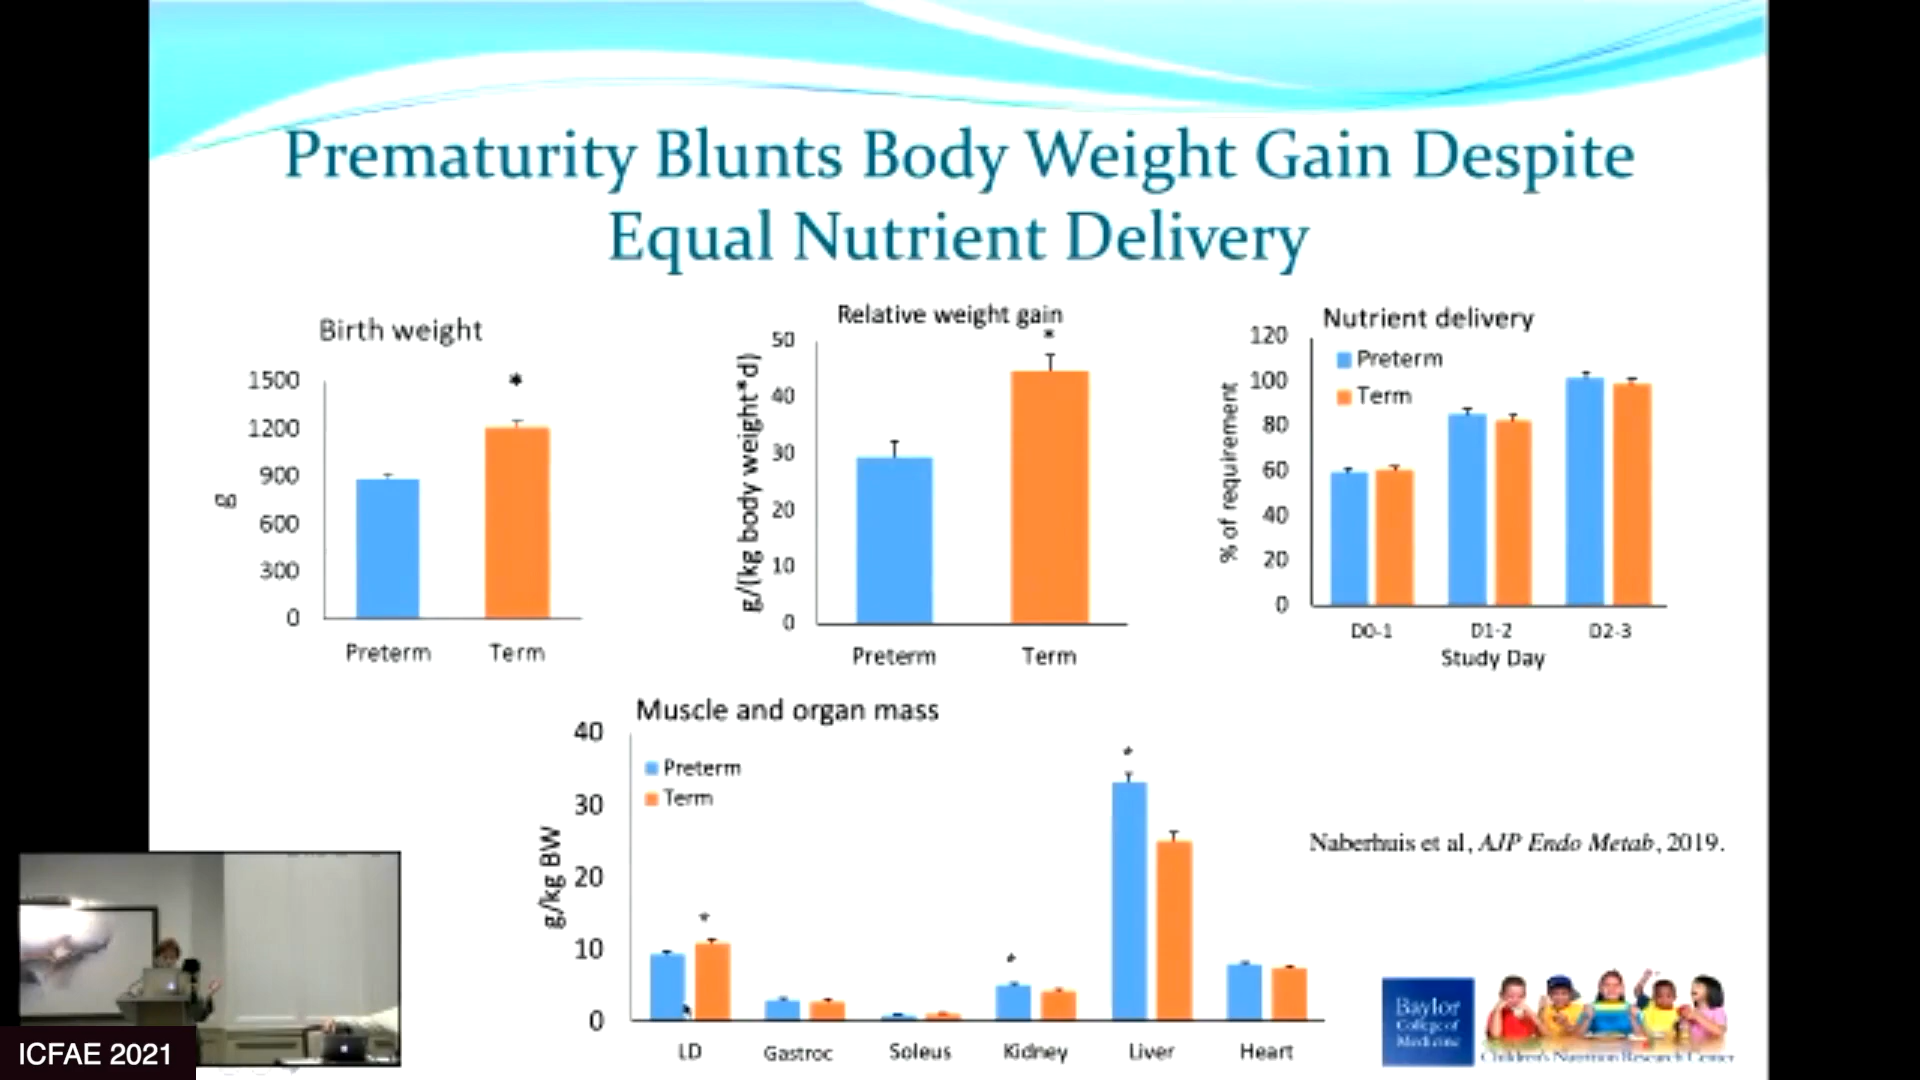 Prematurity Blunts Body Weight Gain Despite
Equal Nutrient Delivery
Birth weight
1500
1200
900
600
300
0
g
*
Preterm
Term
Relative weight gain
50
40
30
20
10
0
g/(kg body weight*d)
*
Preterm
Term
Nutrient delivery
120
100
80
60
40
20
0
% of requirement
Preterm
Term
D0-1
D1-2
D2-3
Study Day
Muscle and organ mass
40
30
20
10
0
g/kg BW
Preterm
Term
*
*
*
LD
Gastroc
Soleus
Kidney
Liver
Heart
Naberhuis et al, AJP Endo Metab, 2019.
Baylor
College of
Medicine
Children's Nutrition Research Center
ICFAE 2021